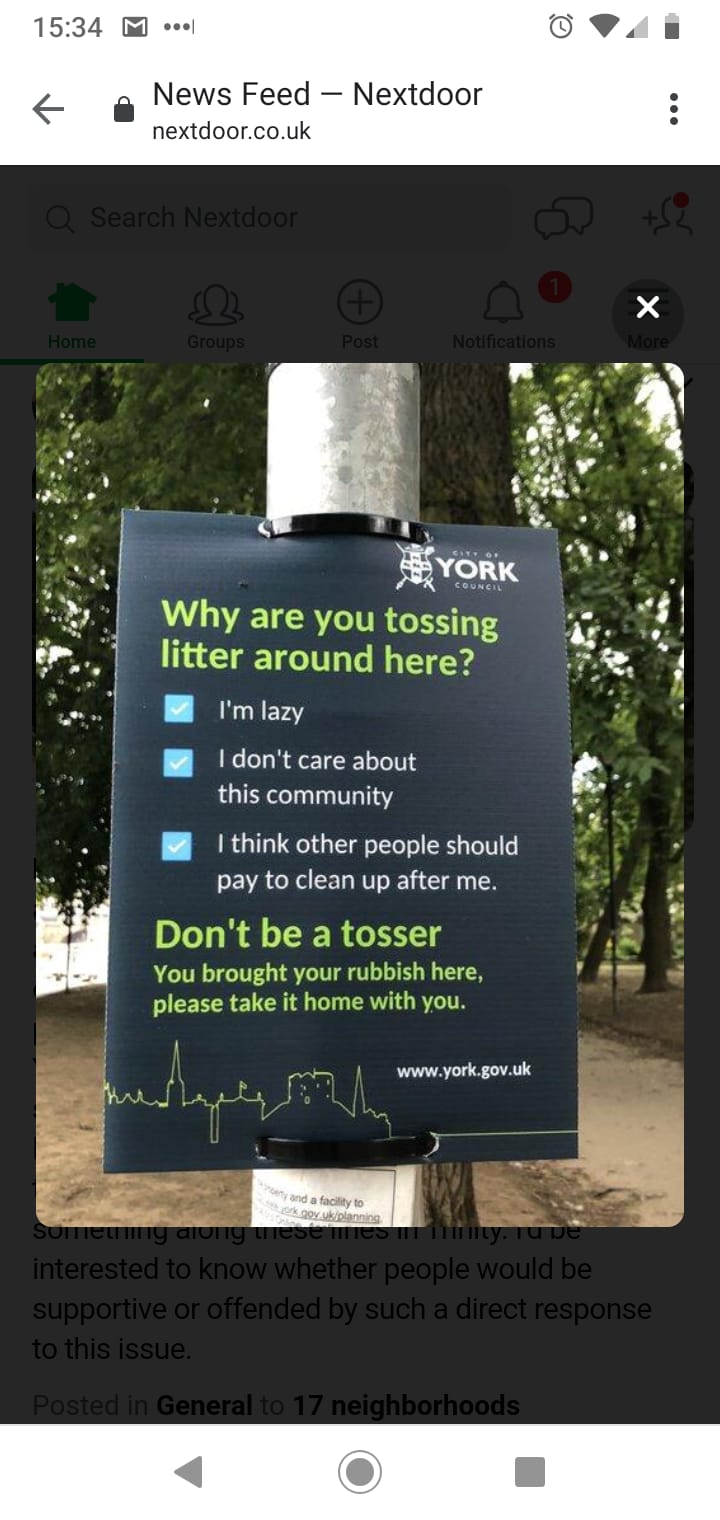 15:34
News Feed — Nextdoor
nextdoor.co.uk
Search Nextdoor
1
Home
Groups
Post
Notifications
More
CITY OF
YORK
COUNCIL
Why are you tossing
litter around here?
I'm lazy
I don't care about
this community
I think other people should
pay to clean up after me.
Don't be a tosser
You brought your rubbish here,
please take it home with you.
www.york.gov.uk
and a facility to
york.gov.uk/planning
something along these lines in Trinity. I'd be
interested to know whether people would be
supportive or offended by such a direct response
to this issue.
Posted in General to 17 neighborhoods